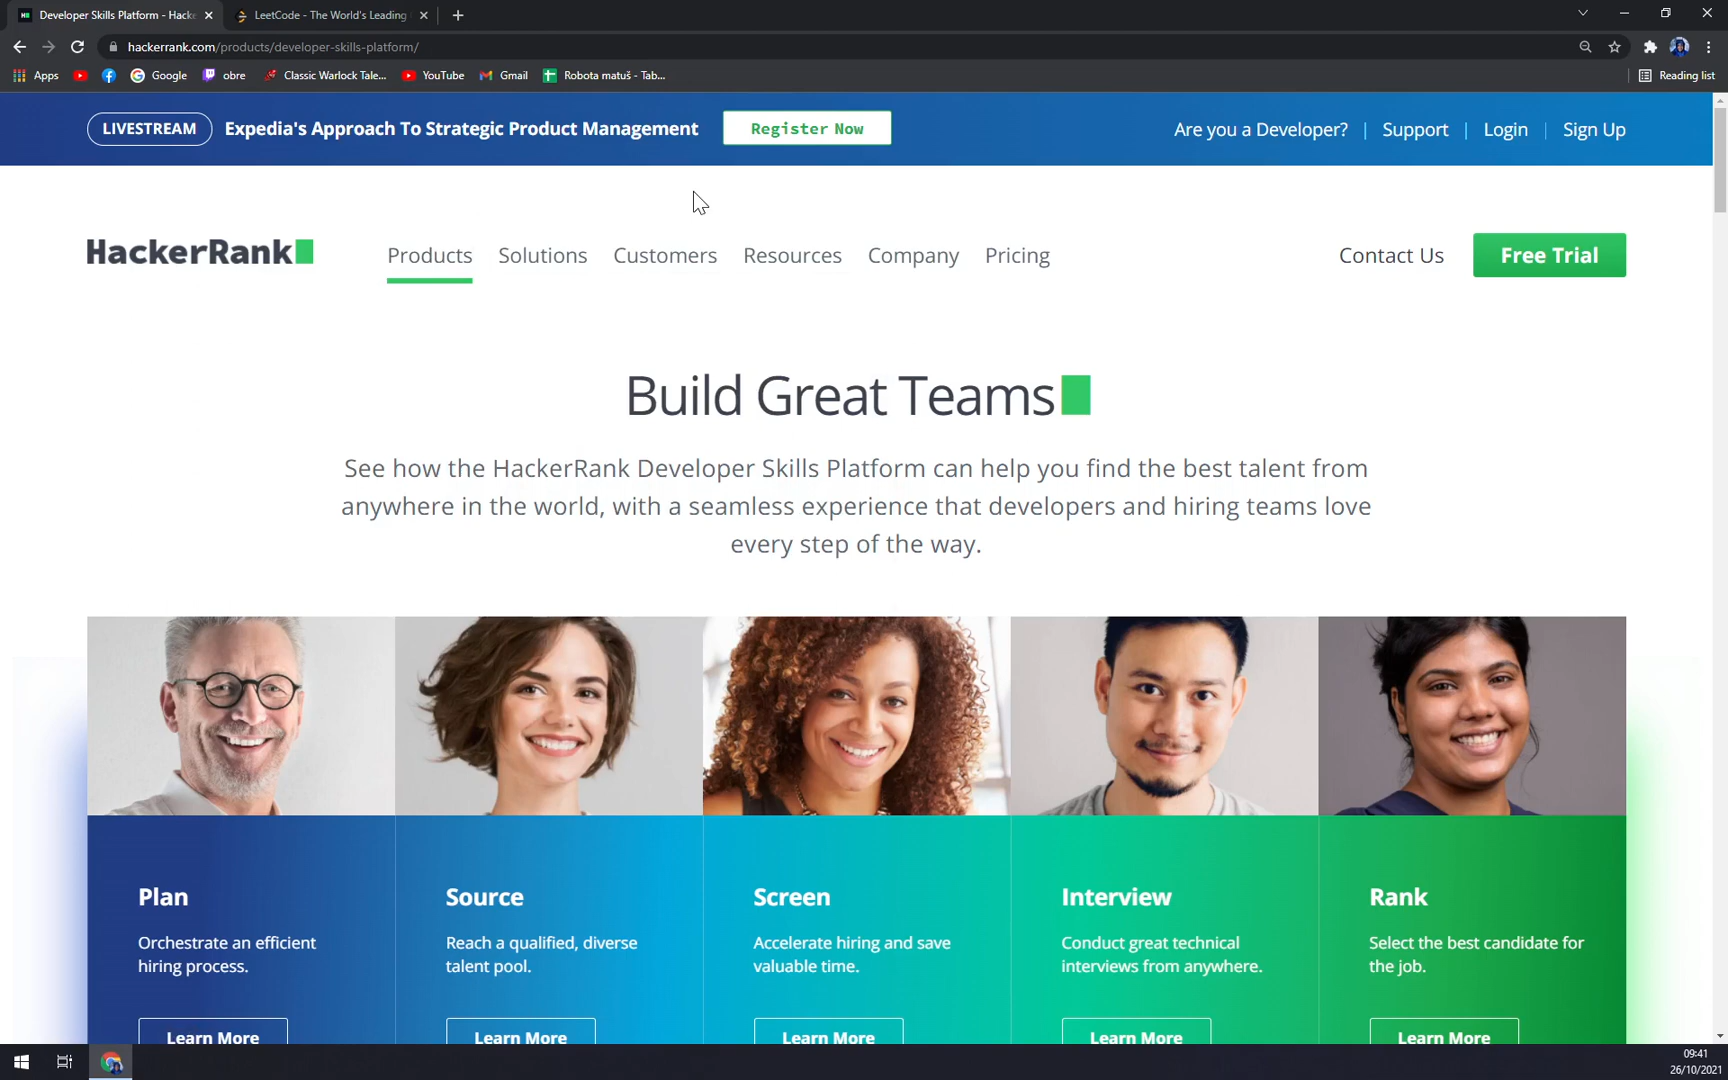 Developer Skills Platform - Hacke
LeetCode - The World's Leading
hackerrank.com/products/developer-skills-platform/
Apps
Google
obre
Classic Warlock Tale...
YouTube
Gmail
Robota matuš - Tab...
Reading list
LIVESTREAM
Expedia's Approach To Strategic Product Management
Register Now
Are you a Developer? | Support | Login | Sign Up
HackerRank
Products
Solutions
Customers
Resources
Company
Pricing
Contact Us
Free Trial
Build Great Teams
See how the HackerRank Developer Skills Platform can help you find the best talent from
anywhere in the world, with a seamless experience that developers and hiring teams love
every step of the way.
Plan
Orchestrate an efficient
hiring process.
Learn More
Source
Reach a qualified, diverse
talent pool.
Learn More
Screen
Accelerate hiring and save
valuable time.
Learn More
Interview
Conduct great technical
interviews from anywhere.
Learn More
Rank
Select the best candidate for
the job.
Learn More
09:41
26/10/2021